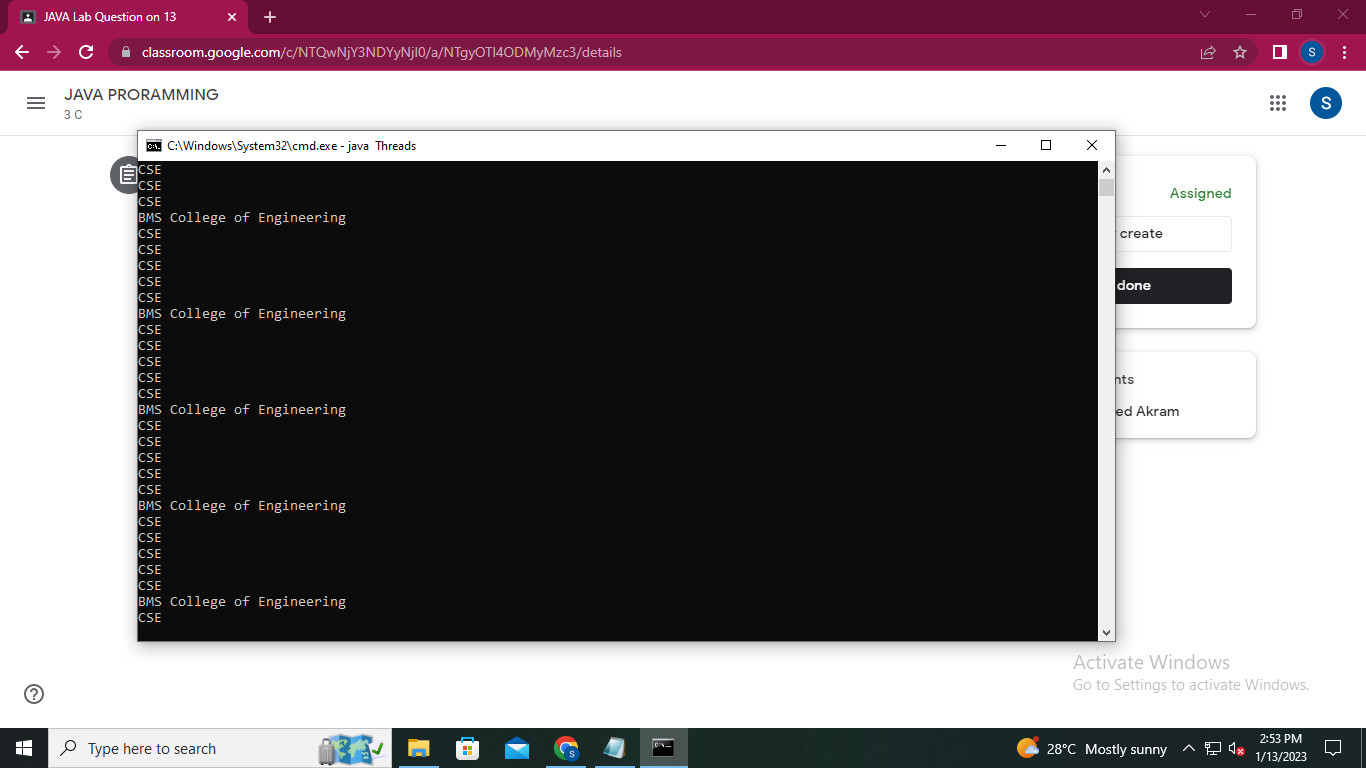 JAVA Lab Question on 13
classroom.google.com/c/NTQwNjY3NDYyNjI0/a/NTgyOTI4ODMyMzc3/details
S
JAVA PRORAMMING
3 C
S
C:\Windows\System32\cmd.exe - java  Threads
CSE
CSE
CSE
BMS College of Engineering
CSE
CSE
CSE
CSE
CSE
BMS College of Engineering
CSE
CSE
CSE
CSE
CSE
BMS College of Engineering
CSE
CSE
CSE
CSE
CSE
BMS College of Engineering
CSE
CSE
CSE
CSE
CSE
BMS College of Engineering
CSE
Assigned
create
done
nts
ed Akram
Activate Windows
Go to Settings to activate Windows.
Type here to search
28°C Mostly sunny
2:53 PM
1/13/2023